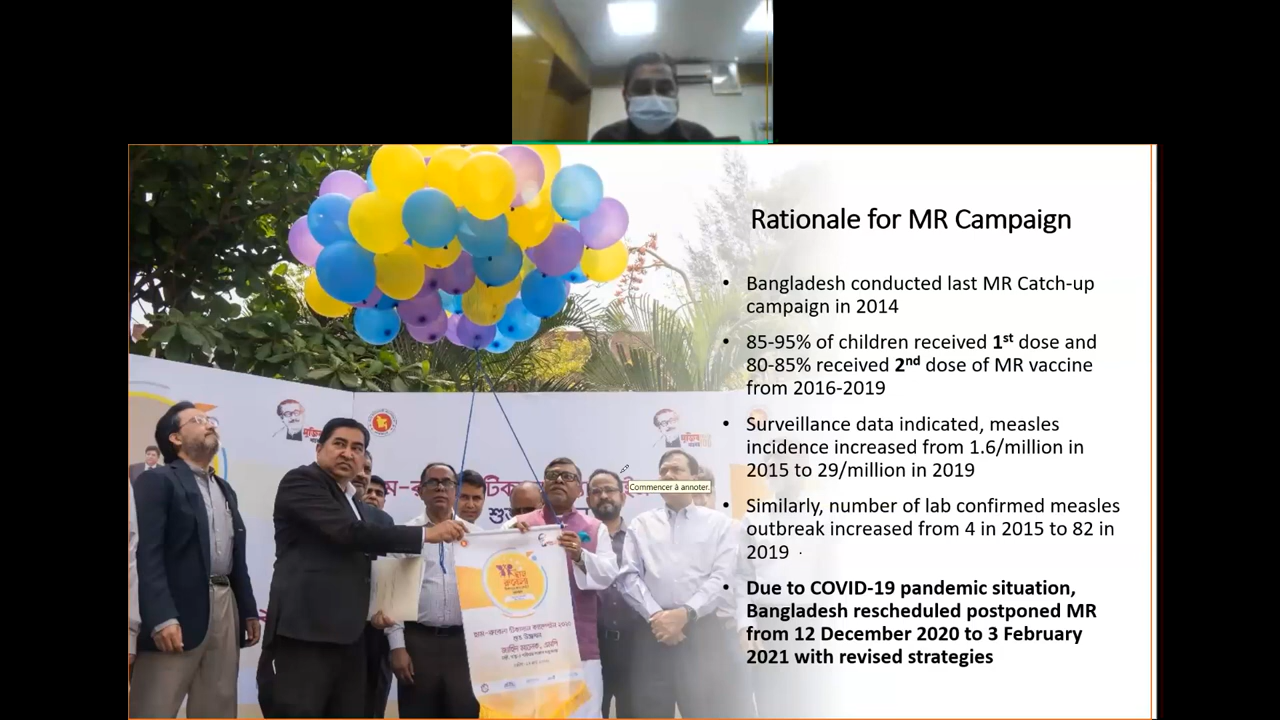 Rationale for MR Campaign
• Bangladesh conducted last MR Catch-up
campaign in 2014
• 85-95% of children received 1st dose and
80-85% received 2nd dose of MR vaccine
from 2016-2019
• Surveillance data indicated, measles
incidence increased from 1.6/million in
2015 to 29/million in 2019
• Similarly, number of lab confirmed measles
outbreak increased from 4 in 2015 to 82 in
2019
• Due to COVID-19 pandemic situation,
Bangladesh rescheduled postponed MR
from 12 December 2020 to 3 February
2021 with revised strategies
Commencer à annoter.
হাম-রুবেলা টিকাদান ক্যাম্পেইন ২০২০